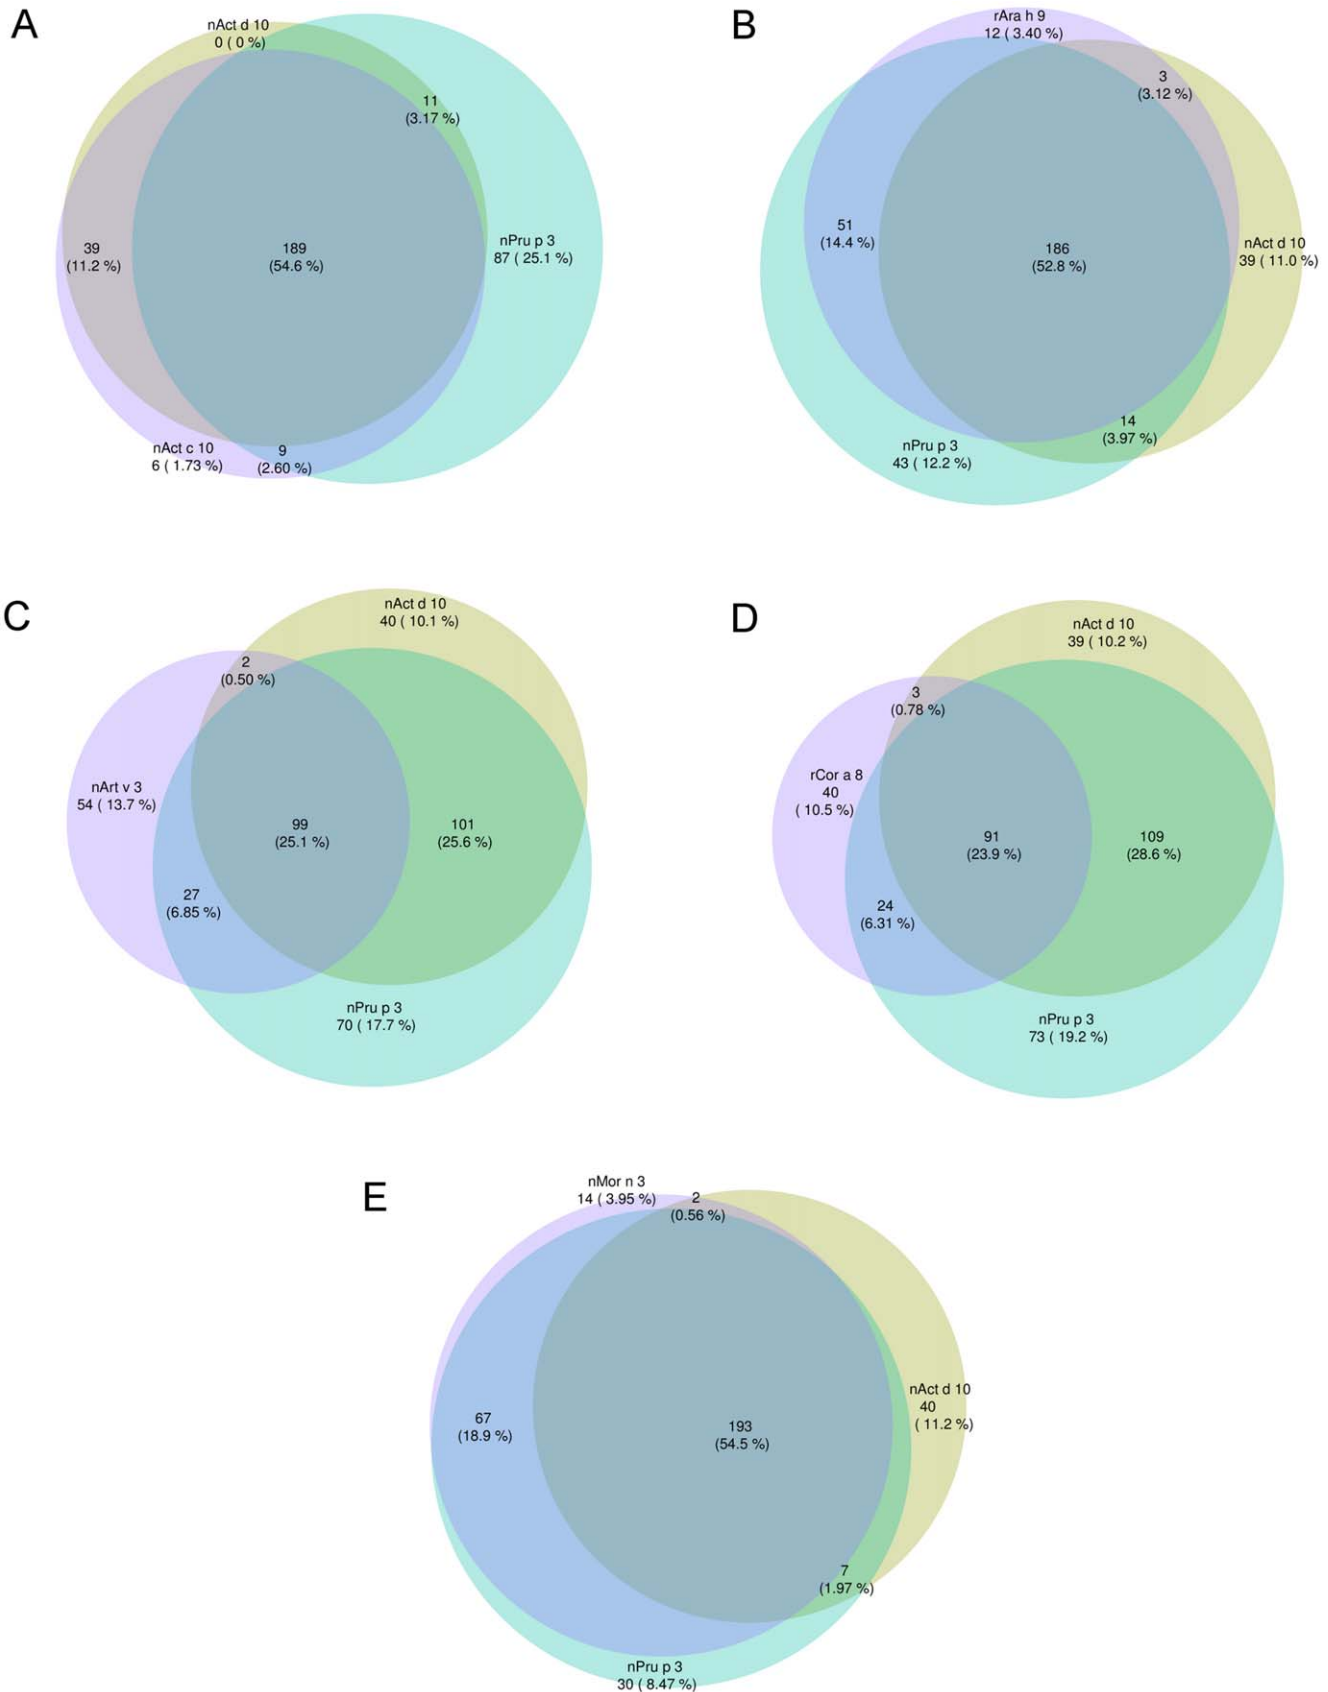 A
nAct d 10
0 ( 0 %)
11
(3.17 %)
39
(11.2 %)
189
(54.6 %)
nPru p 3
87 ( 25.1 %)
nAct c 10
6 ( 1.73 %)
9
(2.60 %)
B
rAra h 9
12 ( 3.40 %)
3
(3.12 %)
51
(14.4 %)
186
(52.8 %)
nAct d 10
39 ( 11.0 %)
14
(3.97 %)
nPru p 3
43 ( 12.2 %)
C
nAct d 10
40 ( 10.1 %)
2
(0.50 %)
nArt v 3
54 ( 13.7 %)
99
(25.1 %)
101
(25.6 %)
27
(6.85 %)
nPru p 3
70 ( 17.7 %)
D
nAct d 10
39 ( 10.2 %)
3
(0.78 %)
rCor a 8
40
( 10.5 %)
91
(23.9 %)
109
(28.6 %)
24
(6.31 %)
nPru p 3
73 ( 19.2 %)
E
nMor n 3
14 ( 3.95 %)
2
(0.56 %)
nAct d 10
40
( 11.2 %)
67
(18.9 %)
193
(54.5 %)
7
(1.97 %)
nPru p 3
30 ( 8.47 %)